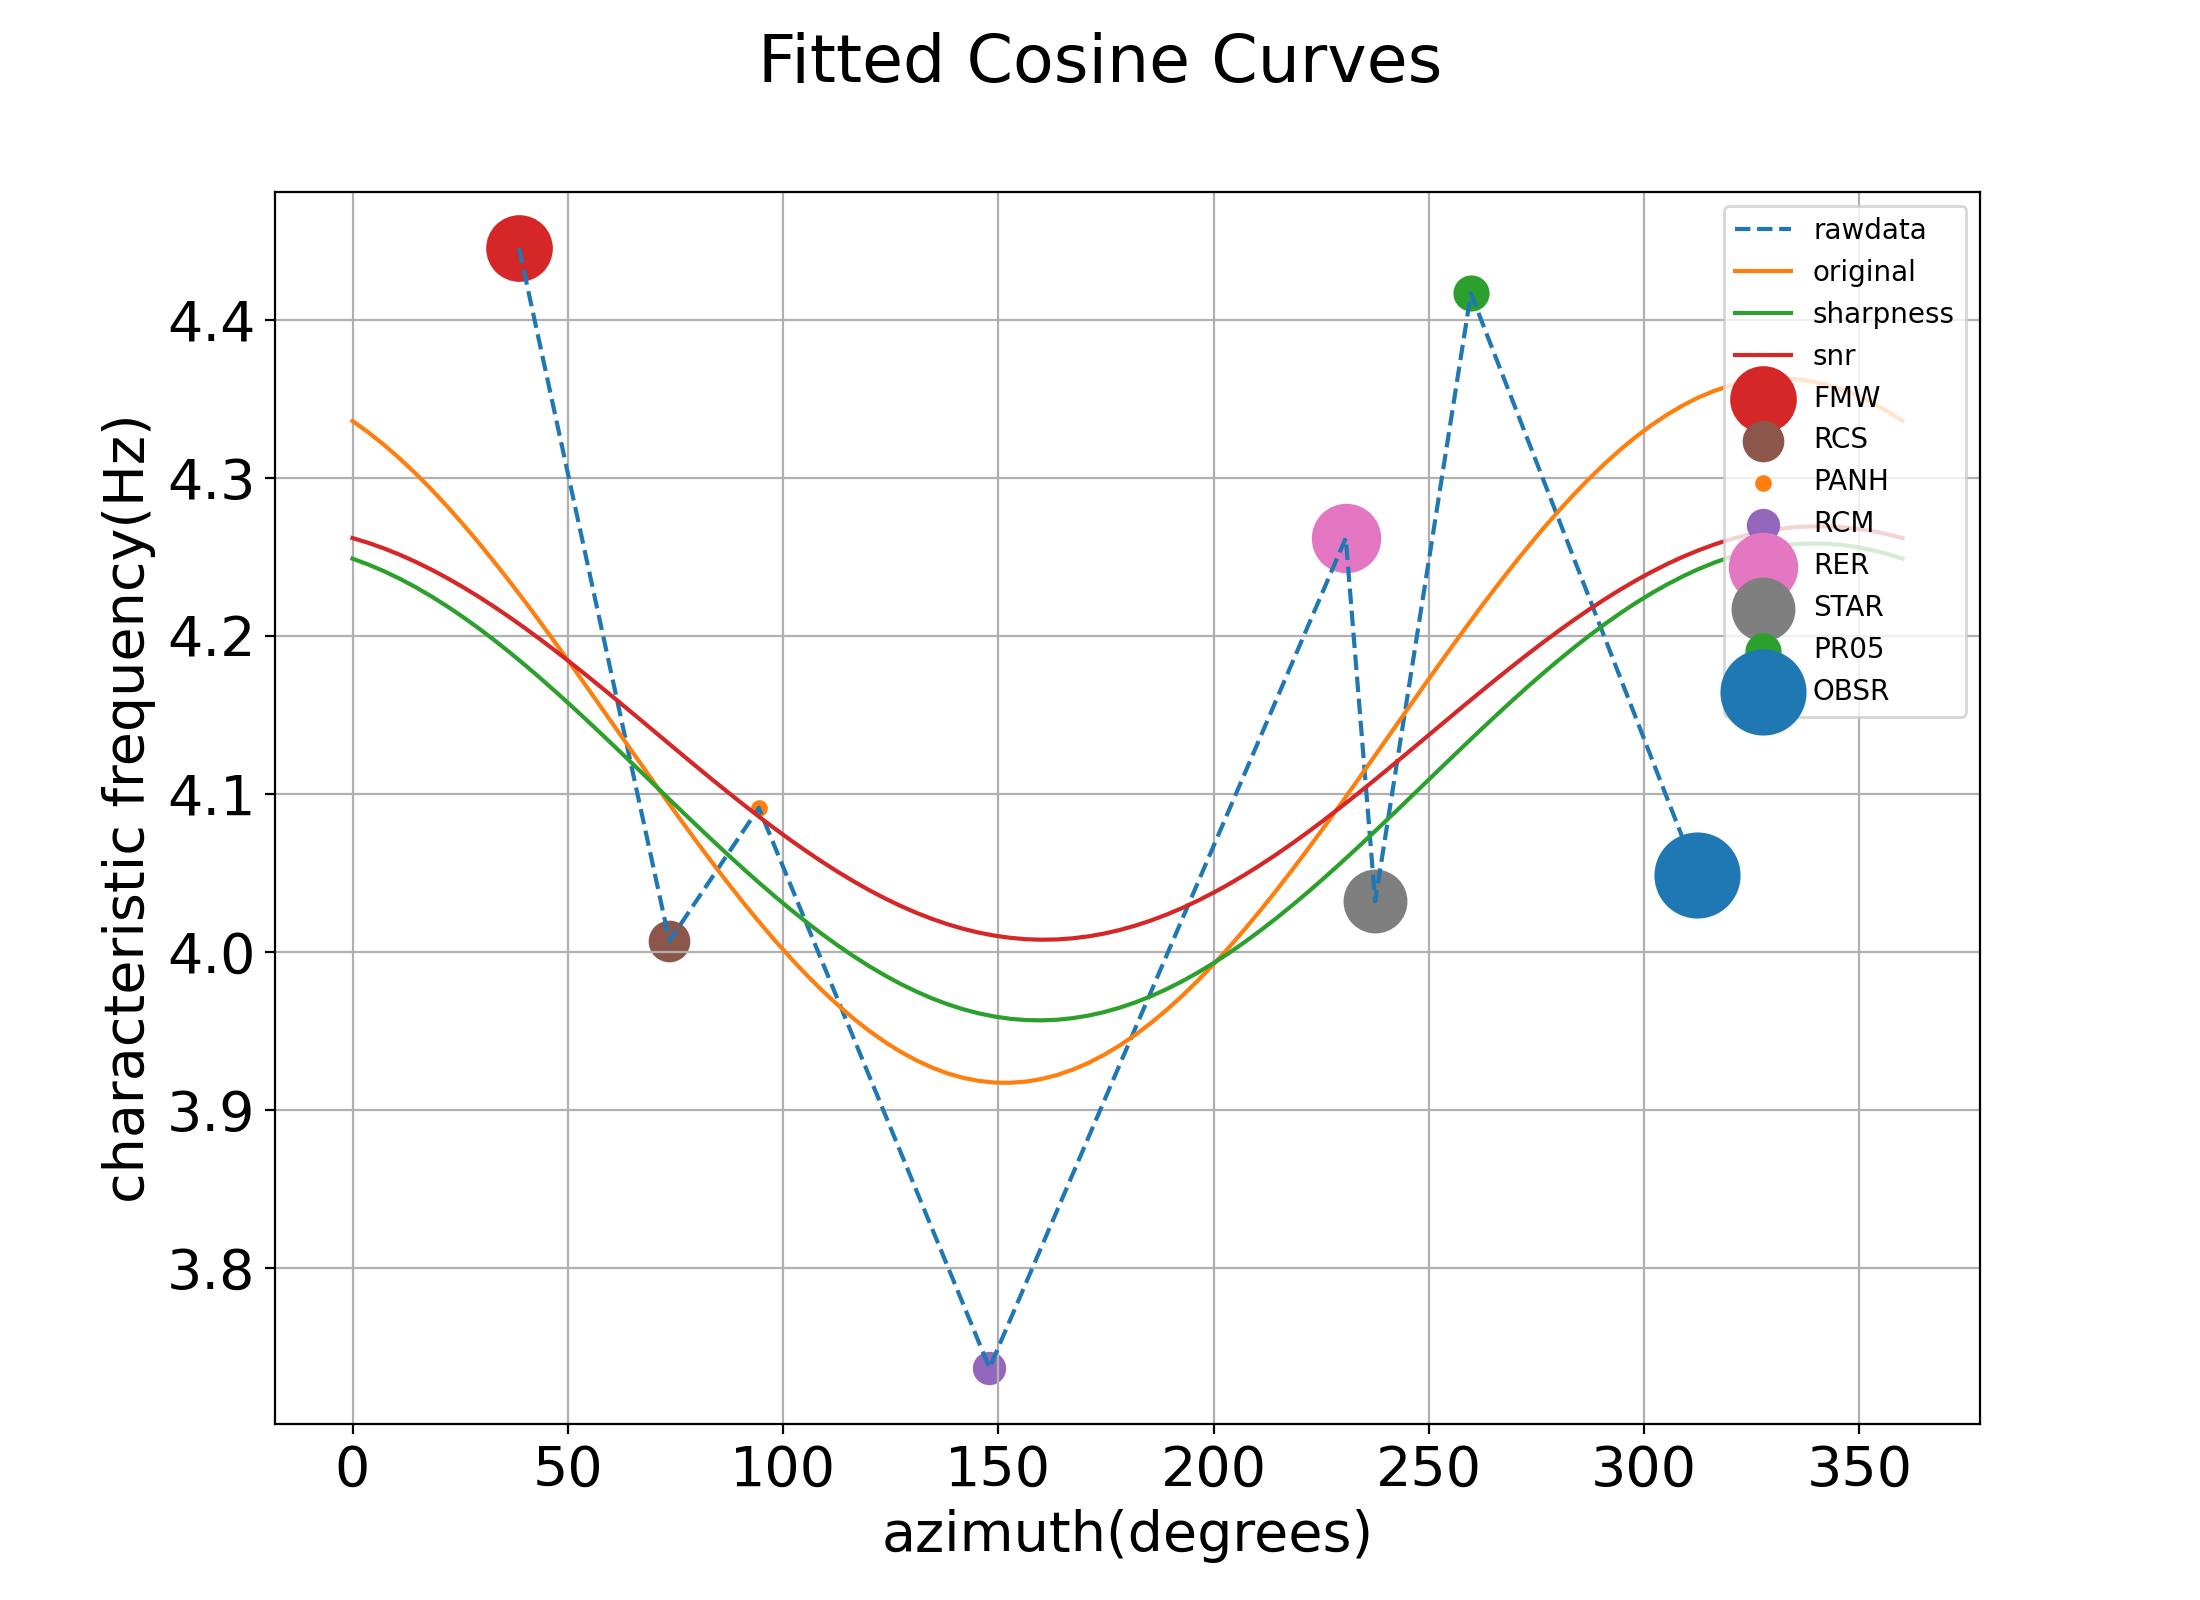 Fitted Cosine Curves
characteristic frequency(Hz)
4.4
4.3
4.2
4.1
4.0
3.9
3.8
rawdata
original
sharpness
snr
FMW
RCS
PANH
RCM
RER
STAR
PR05
OBSR
0 50 100 150 200 250 300 350
azimuth(degrees)